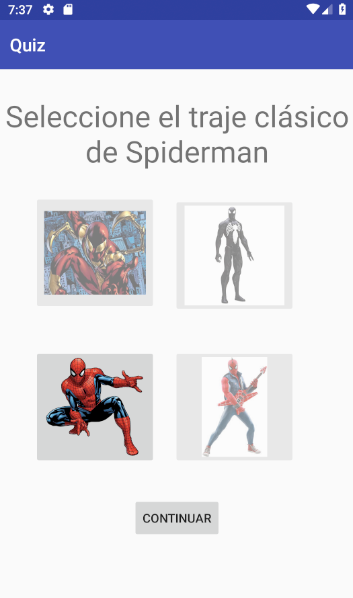 7:37
Quiz
Seleccione el traje clásico
de Spiderman
CONTINUAR